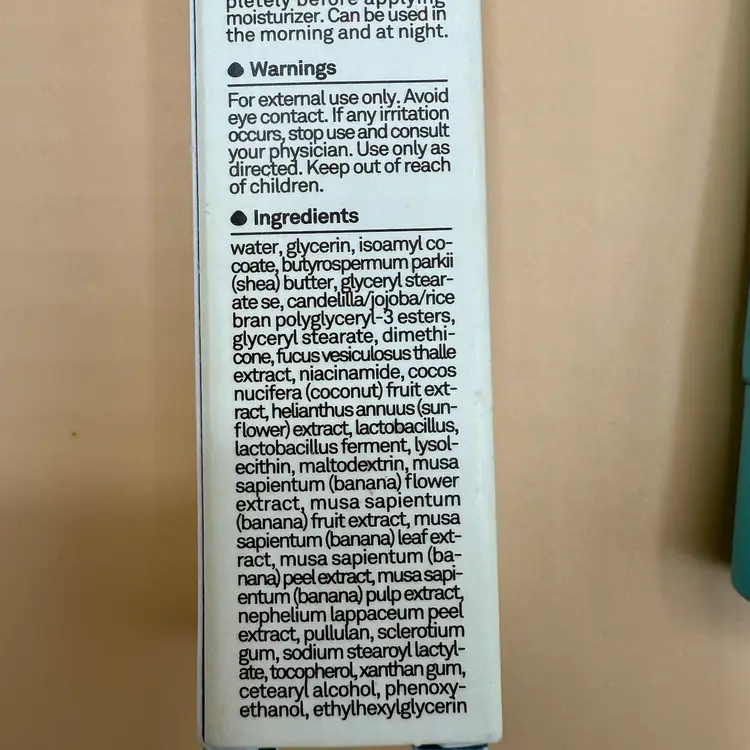 pletely before applying
moisturizer. Can be used in
the morning and at night.
Warnings
For external use only. Avoid
eye contact. If any irritation
occurs, stop use and consult
your physician. Use only as
directed. Keep out of reach
of children.
Ingredients
water, glycerin, isoamyl co-
coate, butyrospermum parkii
(shea) butter, glyceryl stear-
ate se, candelilla/jojoba/rice
bran polyglyceryl-3 esters,
glyceryl stearate, dimethi-
cone, fucus vesiculosus thalle
extract, niacinamide, cocos
nucifera (coconut) fruit ext-
ract, helianthus annuus (sun-
flower) extract, lactobacillus,
lactobacillus ferment, lysol-
ecithin, maltodextrin, musa
sapientum (banana) flower
extract, musa sapientum
(banana) fruit extract, musa
sapientum (banana) leaf ext-
ract, musa sapientum (ba-
nana) peel extract, musa sapi-
entum (banana) pulp extract,
nephelium lappaceum peel
extract, pullulan, sclerotium
gum, sodium stearoyl lactyl-
ate, tocopherol, xanthan gum,
cetearyl alcohol, phenoxy-
ethanol, ethylhexylglycerin